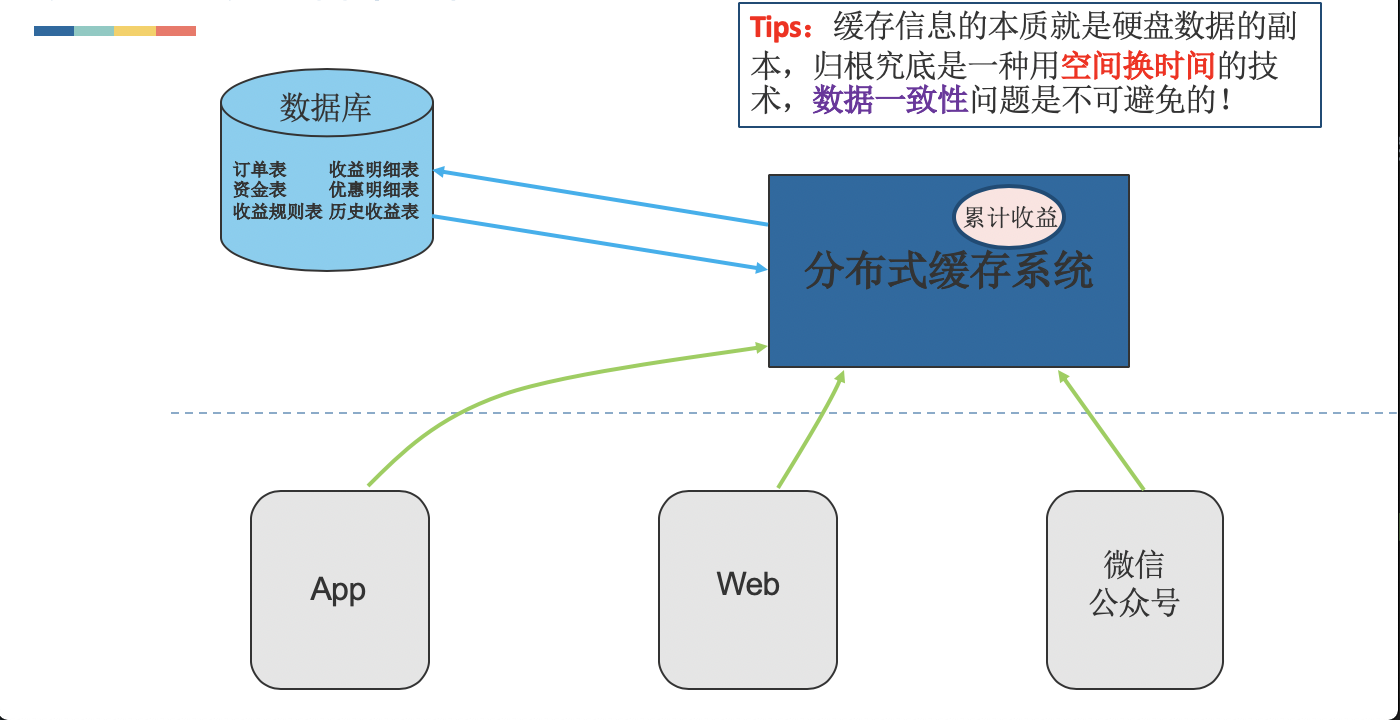 Tips：缓存信息的本质就是硬盘数据的副
本，归根究底是一种用空间换时间的技
术，数据一致性问题是不可避免的！
数据库
订单表 收益明细表
资金表 优惠明细表
收益规则表 历史收益表
累计收益
分布式缓存系统
App
Web
微信
公众号